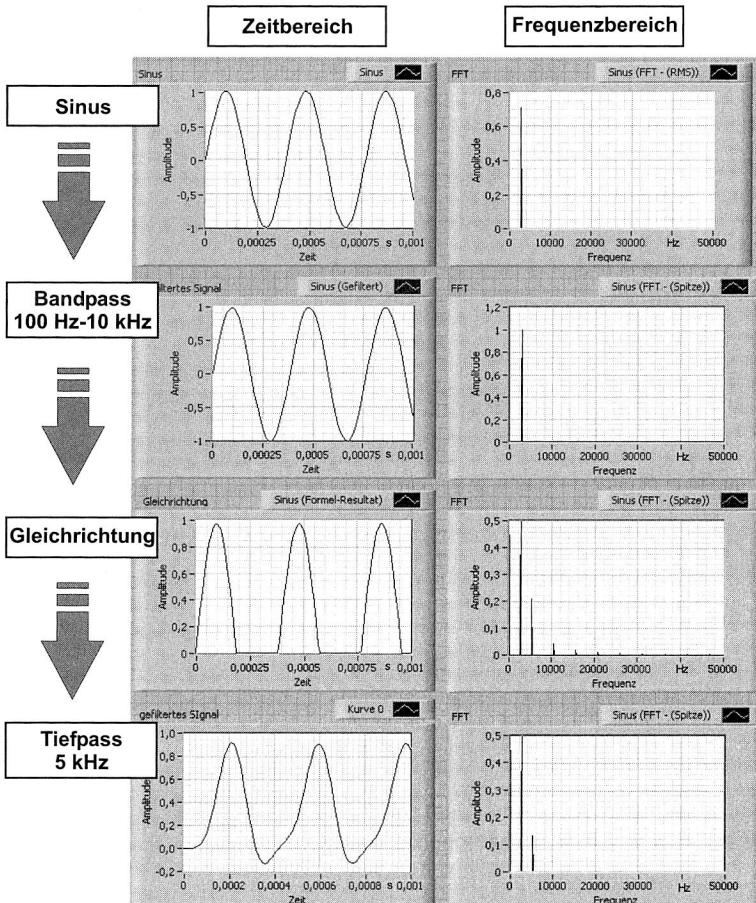 Zeitbereich
Frequenzbereich
Sinus
Sinus
Sinus
Amplitude
1
0,5
0
-0,5
-1
0 0,00025 0,0005 0,00075 s 0,001
Zeit
FFT
Sinus (FFT - (RMS))
Amplitude
0,8
0,6
0,4
0,2
0
0 10000 20000 30000 Hz 50000
Frequenz
Bandpass
100 Hz-10 kHz
iltertes Signal
Sinus (Gefiltert)
Amplitude
1
0,5
0
-0,5
-1
0 0,00025 0,0005 0,00075 s 0,001
Zeit
FFT
Sinus (FFT - (Spitze))
Amplitude
1,2
1
0,8
0,6
0,4
0,2
0
0 10000 20000 30000 Hz 50000
Frequenz
Gleichrichtung
Gleichrichtung
Sinus (Formel-Resultat)
Amplitude
1
0,8
0,6
0,4
0,2
0
0 0,00025 0,0005 0,00075 s 0,001
Zeit
FFT
Sinus (FFT - (Spitze))
Amplitude
0,5
0,4
0,3
0,2
0,1
0
0 10000 20000 30000 Hz 50000
Frequenz
Tiefpass
5 kHz
gefiltertes SIgnal
Kurve 0
Amplitude
1,0
0,8
0,6
0,4
0,2
0,0
-0,2
0 0,0002 0,0004 0,0006 0,0008 s 0,001
Zeit
FFT
Sinus (FFT - (Spitze))
Amplitude
0,5
0,4
0,3
0,2
0,1
0
0 10000 20000 30000 Hz 50000
Frequenz